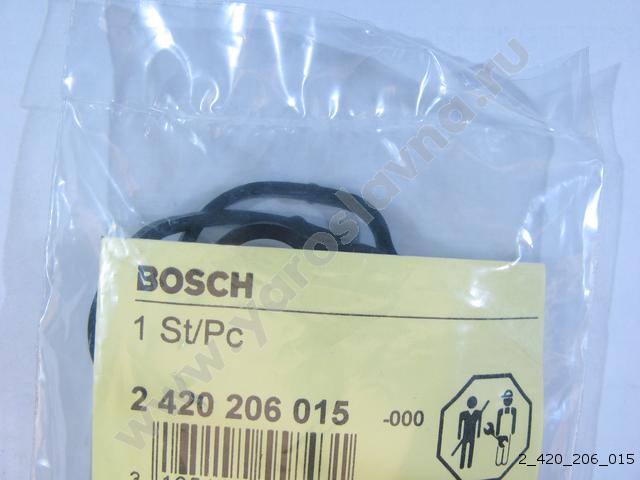 www.yaroslavna.ru
BOSCH
1 St/Pc
2 420 206 015 -000
2_420_206_015